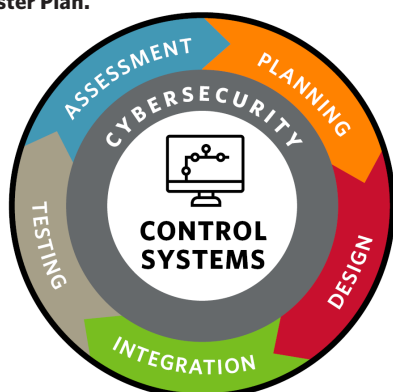 ster Plan.
ASSESSMENT
PLANNING
CYBERSECURITY
CONTROL
SYSTEMS
TESTING
DESIGN
INTEGRATION